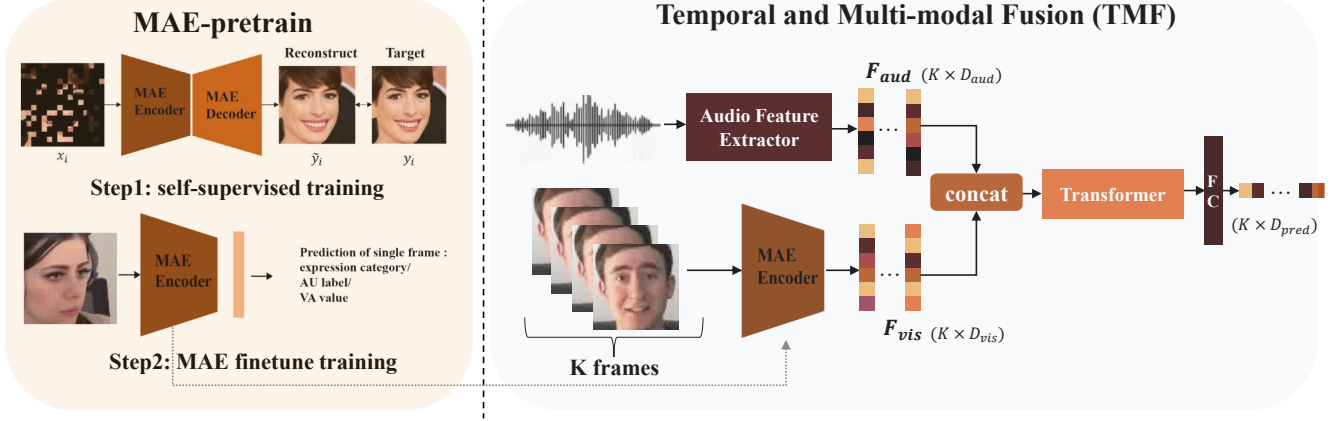 MAE-pretrain
Reconstruct
Target
MAE
Encoder
MAE
Decoder
x_i
ỹ_i
y_i
Step1: self-supervised training
MAE
Encoder
Prediction of single frame :
expression category/
AU label/
VA value
Step2: MAE finetune training
Temporal and Multi-modal Fusion (TMF)
Audio Feature
Extractor
F_aud (K × D_aud)
...
concat
Transformer
F
C
...
(K × D_pred)
MAE
Encoder
...
F_vis (K × D_vis)
K frames